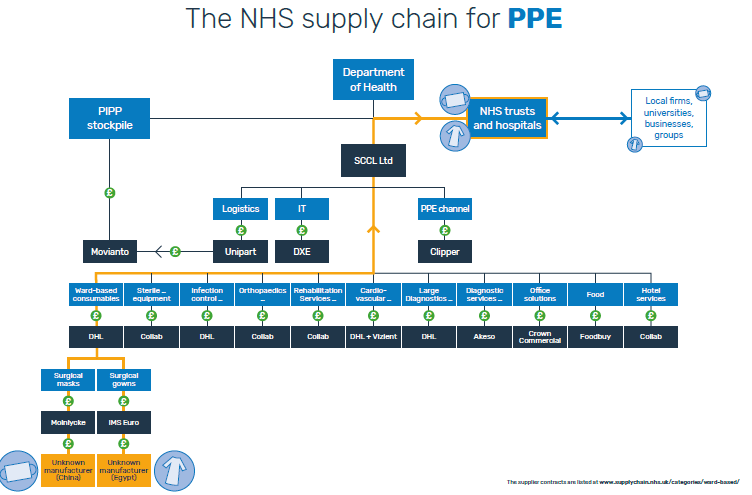 The NHS supply chain for PPE
Department
of Health
PIPP
stockpile
NHS trusts
and hospitals
Local firms,
universities,
businesses,
groups
SCCL Ltd
Logistics
IT
PPE channel
£
£
£
£
Movianto
£
Unipart
DXE
Clipper
Ward-based
consumables
Sterile ...
equipment
Infection
control ...
Orthopaedics
...
Rehabilitation
Services ...
Cardio-
vascular ...
Large
Diagnostics ...
Diagnostic
services ...
Office
solutions
Food
Hotel
services
£
£
£
£
£
£
£
£
£
£
£
DHL
Collab
DHL
Collab
Collab
DHL + Vizient
DHL
Akeso
Crown
Commercial
Foodbuy
Collab
Surgical
masks
Surgical
gowns
£
£
Molnlycke
IMS Euro
£
£
Unknown
manufacturer
(China)
Unknown
manufacturer
(Egypt)
The supplier contracts are listed at www.supplychain.nhs.uk/categories/ward-based/